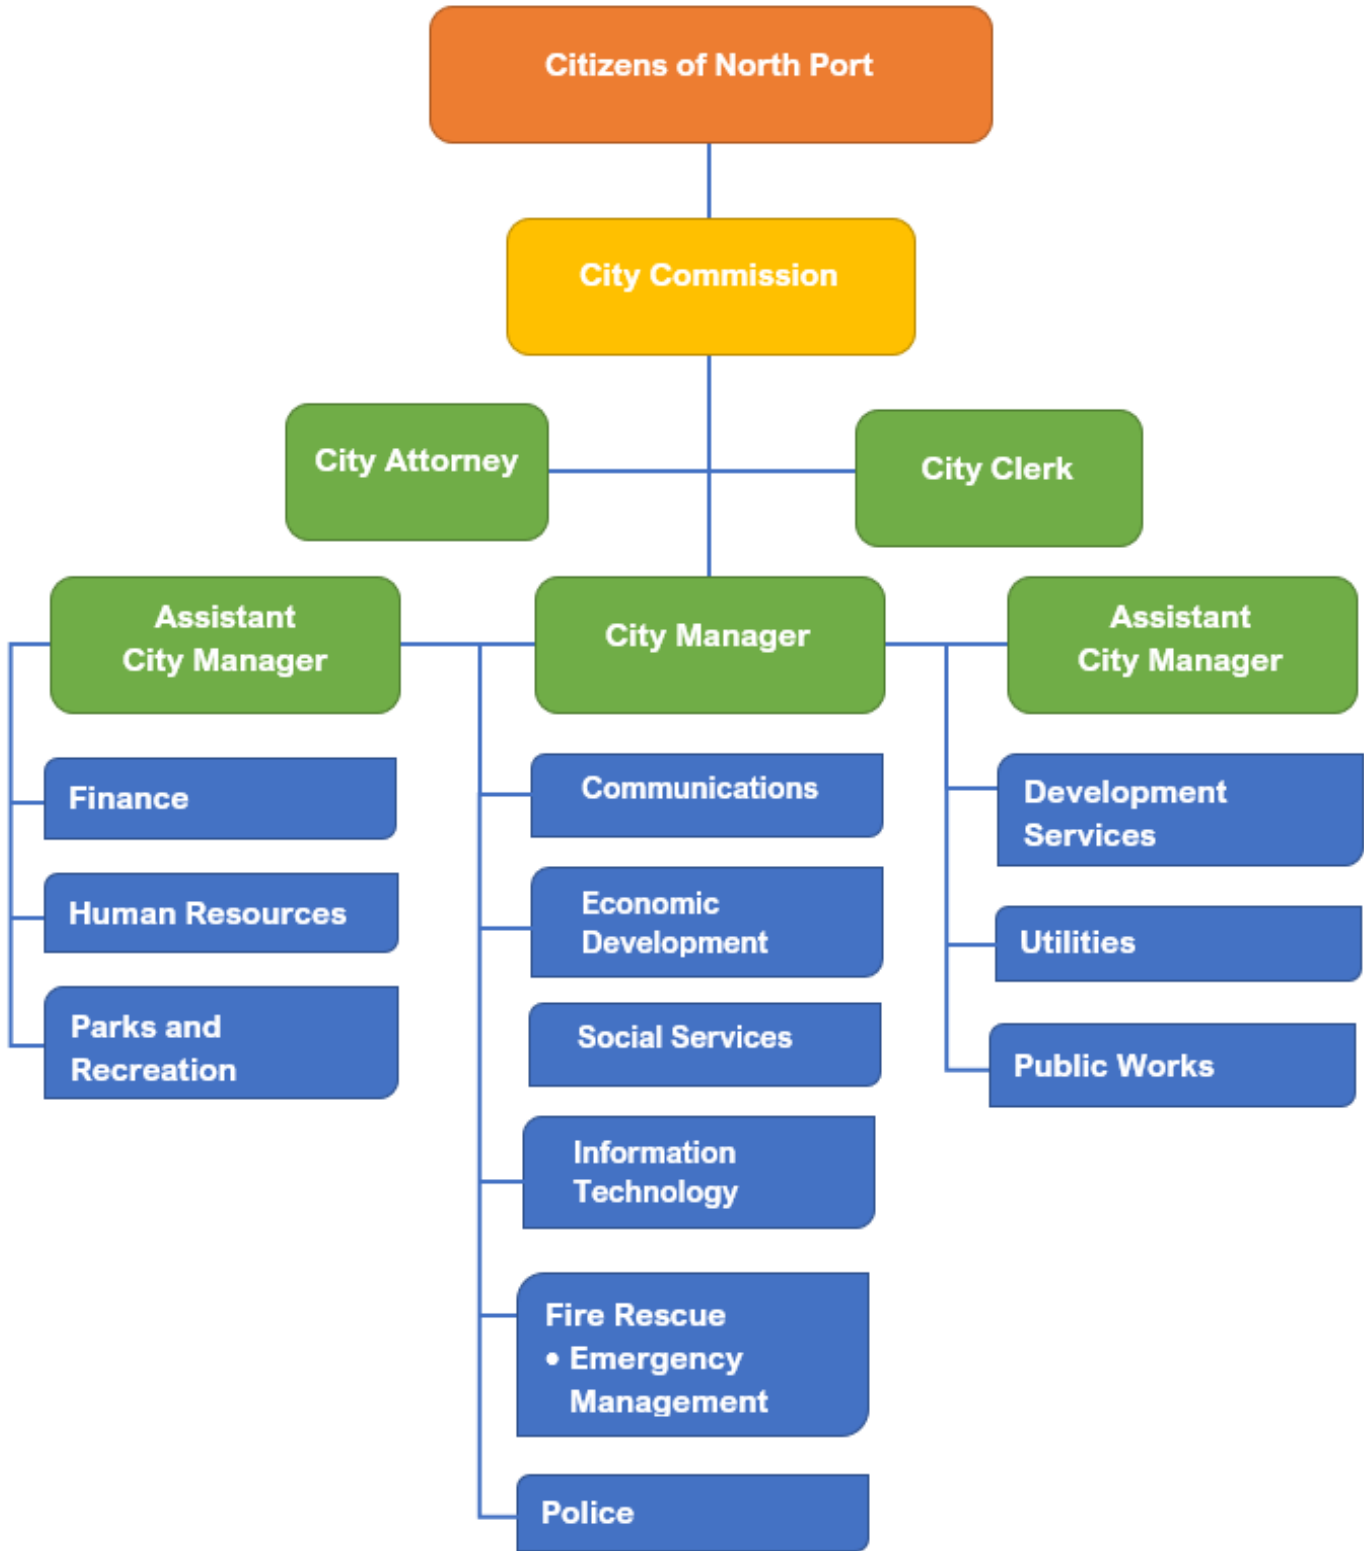 Citizens of North Port
City Commission
City Attorney
City Clerk
Assistant
City Manager
City Manager
Assistant
City Manager
Finance
Human Resources
Parks and
Recreation
Communications
Economic
Development
Social Services
Information
Technology
Fire Rescue
• Emergency
Management
Police
Development
Services
Utilities
Public Works